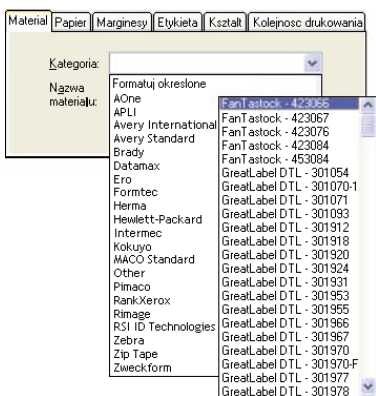 Material Papier Marginesy Etykieta Kształt Kolejnosc drukowania
Kategoria:
Nazwa
materiału:
Formatuj okreslone
AOne
APLI
Avery International
Avery Standard
Brady
Datamax
Ero
Formtec
Herma
Hewlett-Packard
Intermec
Kokuyo
MACO Standard
Other
Pimaco
RankXerox
Rimage
RSI ID Technologies
Zebra
Zip Tape
Zweckform
FanTastock - 423066
FanTastock - 423067
FanTastock - 423076
FanTastock - 423084
FanTastock - 453084
GreatLabel DTL - 301054
GreatLabel DTL - 301070-1
GreatLabel DTL - 301071
GreatLabel DTL - 301093
GreatLabel DTL - 301912
GreatLabel DTL - 301918
GreatLabel DTL - 301920
GreatLabel DTL - 301924
GreatLabel DTL - 301931
GreatLabel DTL - 301953
GreatLabel DTL - 301955
GreatLabel DTL - 301966
GreatLabel DTL - 301967
GreatLabel DTL - 301970
GreatLabel DTL - 301970-F
GreatLabel DTL - 301977
GreatLabel DTL - 301978